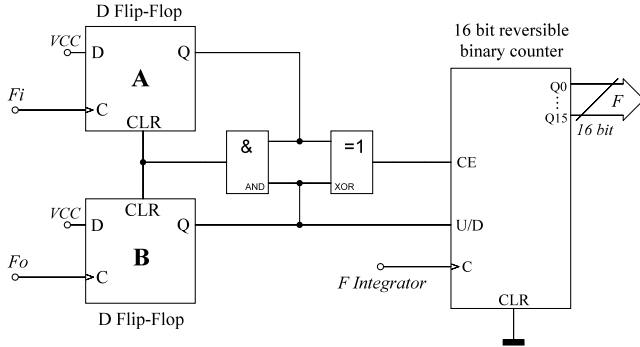 D Flip-Flop
VCC
D
Q
A
Fi
C
CLR
&
AND
=1
XOR
CLR
VCC
D
Q
B
Fo
C
D Flip-Flop
16 bit reversible
binary counter
Q0
F
Q15
16 bit
CE
U/D
C
F Integrator
CLR